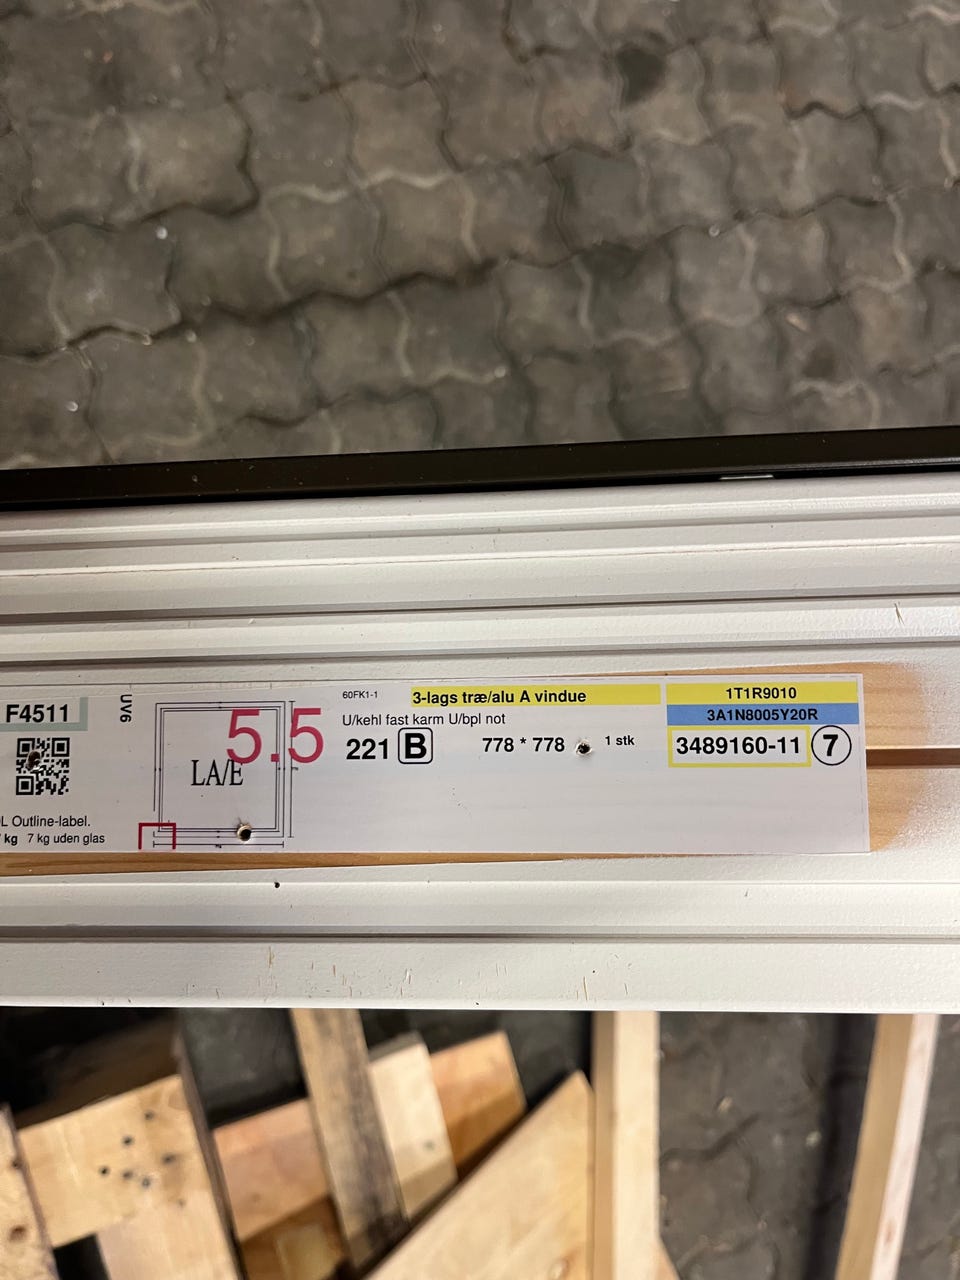 F4511
L Outline-label.
kg 7 kg uden glas
UV6
5.5
LA/E
60FK1-1
3-lags træ/alu A vindue
U/kehl fast karm U/bpl not
221 B
778 * 778
1 stk
1T1R9010
3A1N8005Y20R
3489160-11
7